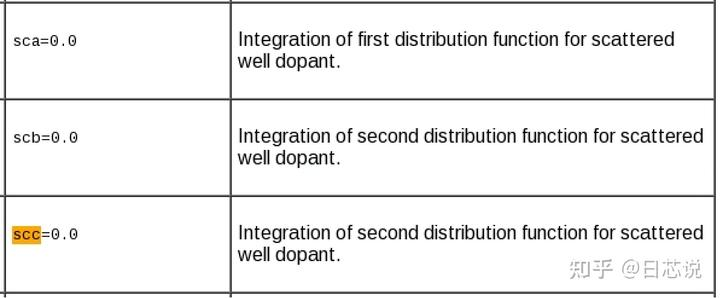 sca=0.0
Integration of first distribution function for scattered
well dopant.
scb=0.0
Integration of second distribution function for scattered
well dopant.
scc=0.0
Integration of second distribution function for scattered
well dopant.
知乎 @日芯说